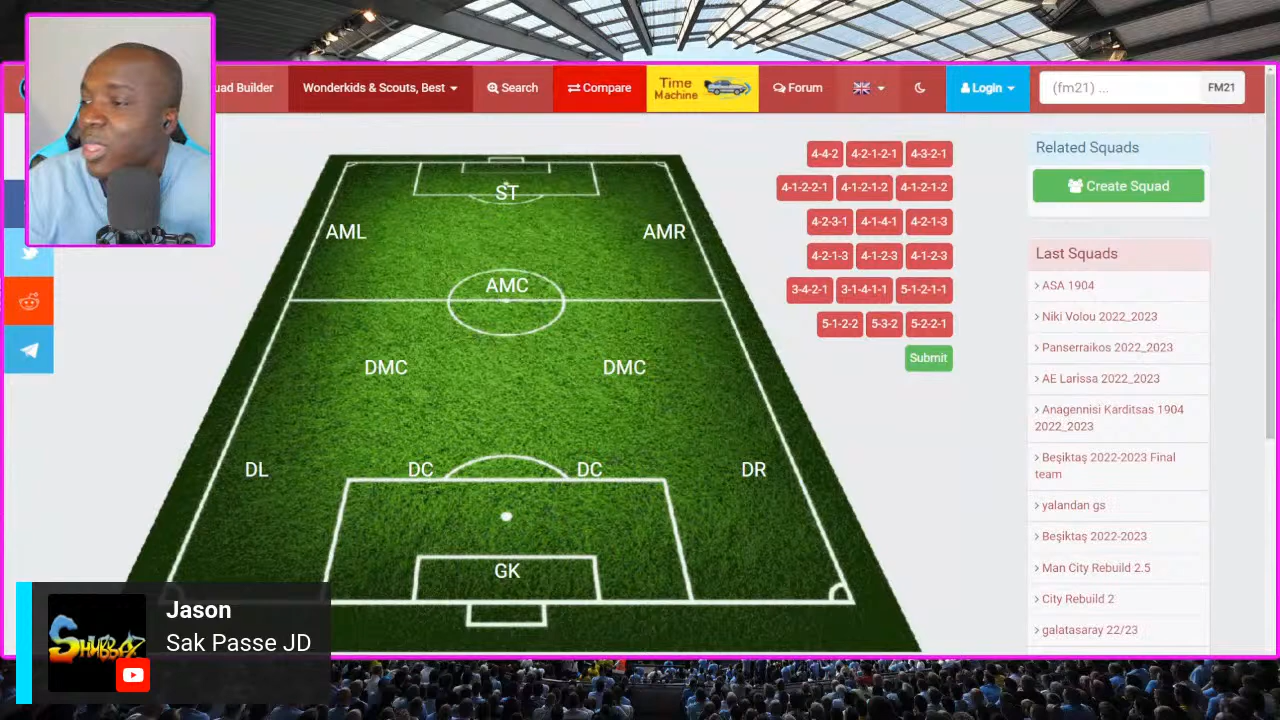 uad Builder
Wonderkids & Scouts, Best
Search
Compare
Time Machine
Forum
Login
(fm21) ...
FM21
ST
AML
AMR
AMC
DMC
DMC
DL
DC
DC
DR
GK
4-4-2
4-2-1-2-1
4-3-2-1
4-1-2-2-1
4-1-2-1-2
4-1-2-1-2
4-2-3-1
4-1-4-1
4-2-1-3
4-2-1-3
4-1-2-3
4-1-2-3
3-4-2-1
3-1-4-1-1
5-1-2-1-1
5-1-2-2
5-3-2
5-2-2-1
Submit
Related Squads
Create Squad
Last Squads
ASA 1904
Niki Volou 2022_2023
Panserraikos 2022_2023
AE Larissa 2022_2023
Anagennisi Karditsas 1904
2022_2023
Beşiktaş 2022-2023 Final
team
yalandan gs
Beşiktaş 2022-2023
Man City Rebuild 2.5
City Rebuild 2
galatasaray 22/23
SHUBBAZ
Jason
Sak Passe JD